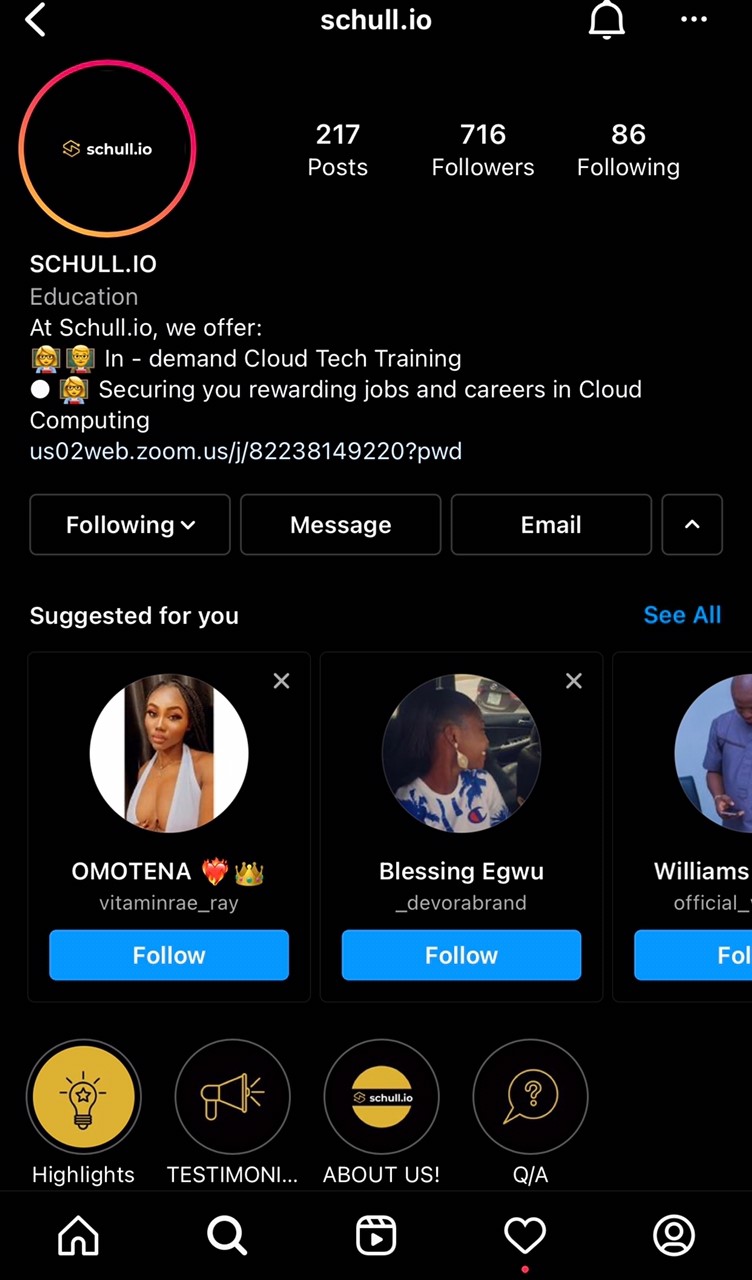 schull.io
schull.io
217 716 86
Posts Followers Following
SCHULL.IO
Education
At Schull.io, we offer:
👩‍🏫 👨‍🏫 In - demand Cloud Tech Training
⚪ 👩‍🏫 Securing you rewarding jobs and careers in Cloud
Computing
us02web.zoom.us/j/82238149220?pwd
Following Message Email
Suggested for you See All
OMOTENA ❤️‍🔥👑 Blessing Egwu Williams
vitaminrae_ray _devorabrand official_
Follow Follow Fol
schull.io
Highlights TESTIMONI... ABOUT US! Q/A